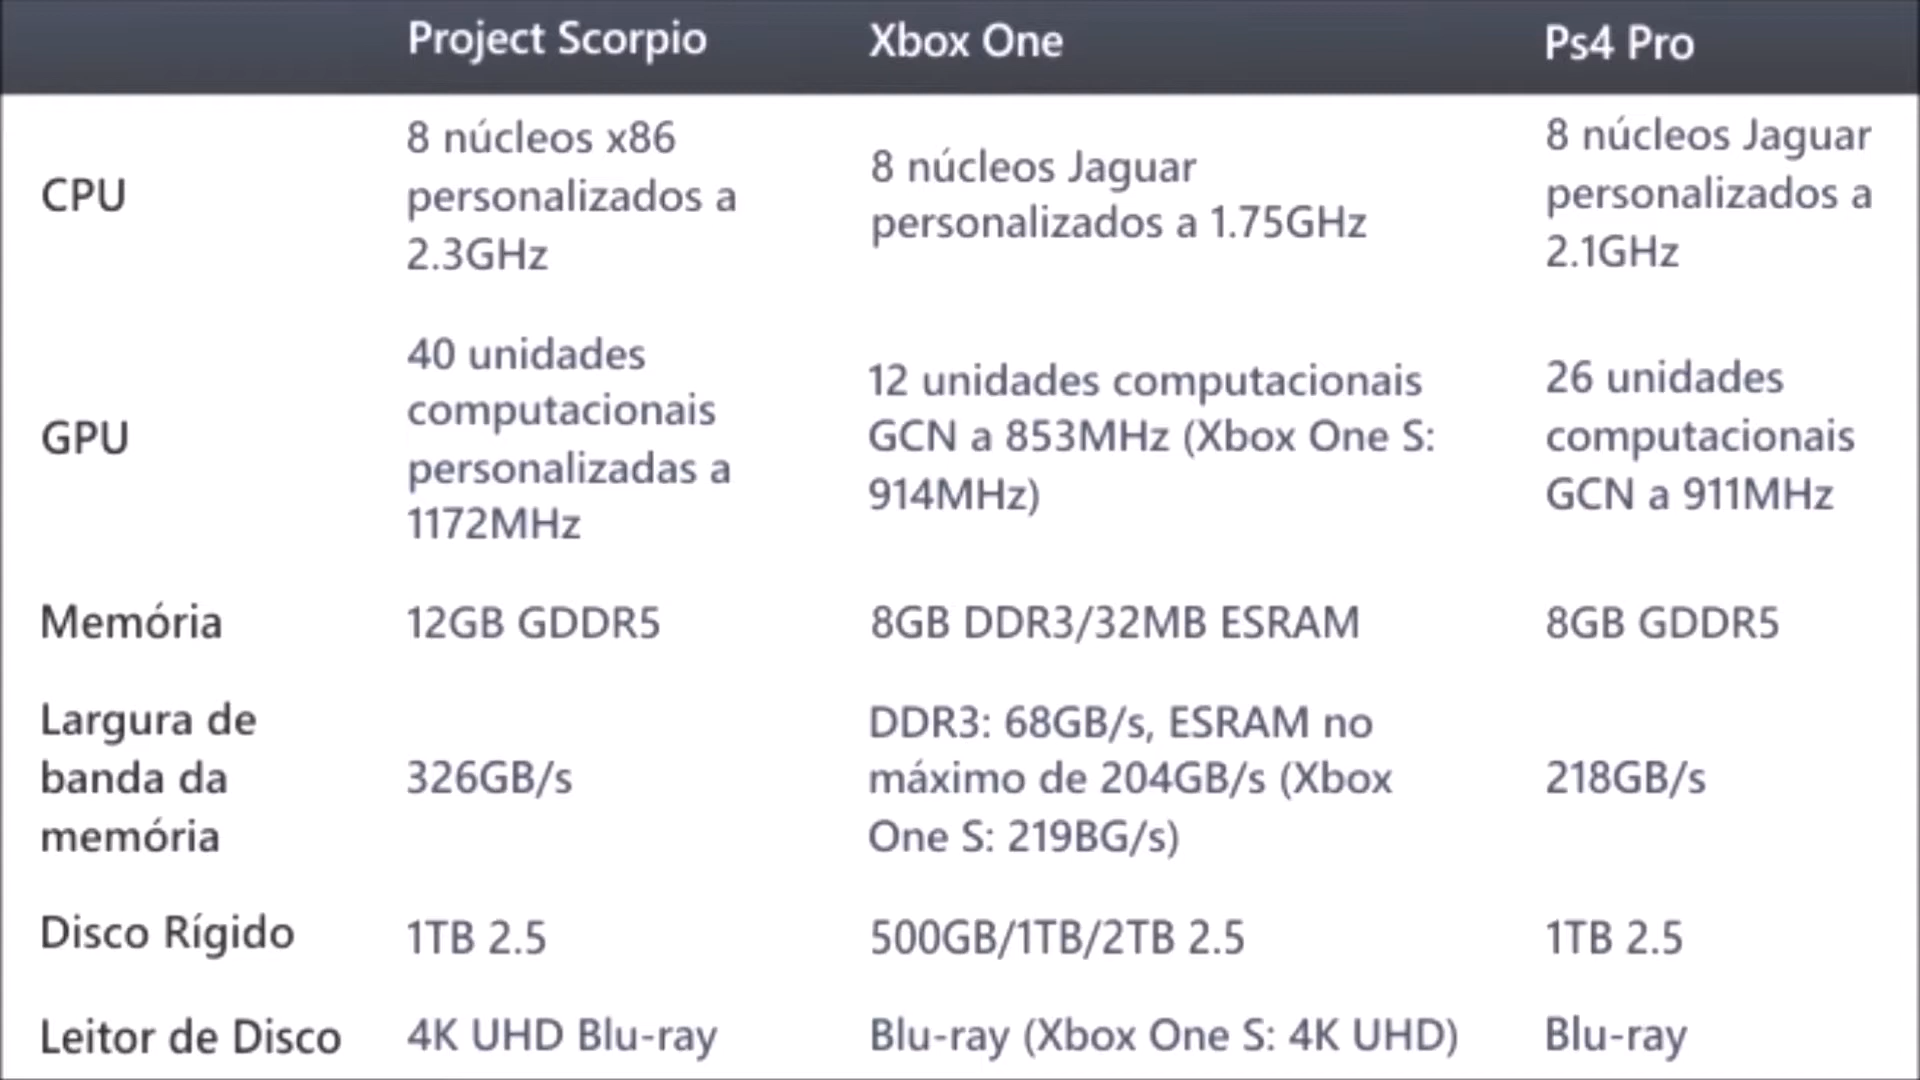 Project Scorpio Xbox One Ps4 Pro
CPU
8 núcleos x86
personalizados a
2.3GHz
8 núcleos Jaguar
personalizados a 1.75GHz
8 núcleos Jaguar
personalizados a
2.1GHz
GPU
40 unidades
computacionais
personalizadas a
1172MHz
12 unidades computacionais
GCN a 853MHz (Xbox One S:
914MHz)
26 unidades
computacionais
GCN a 911MHz
Memória
12GB GDDR5
8GB DDR3/32MB ESRAM
8GB GDDR5
Largura de
banda da
memória
326GB/s
DDR3: 68GB/s, ESRAM no
máximo de 204GB/s (Xbox
One S: 219BG/s)
218GB/s
Disco Rígido
1TB 2.5
500GB/1TB/2TB 2.5
1TB 2.5
Leitor de Disco
4K UHD Blu-ray
Blu-ray (Xbox One S: 4K UHD)
Blu-ray